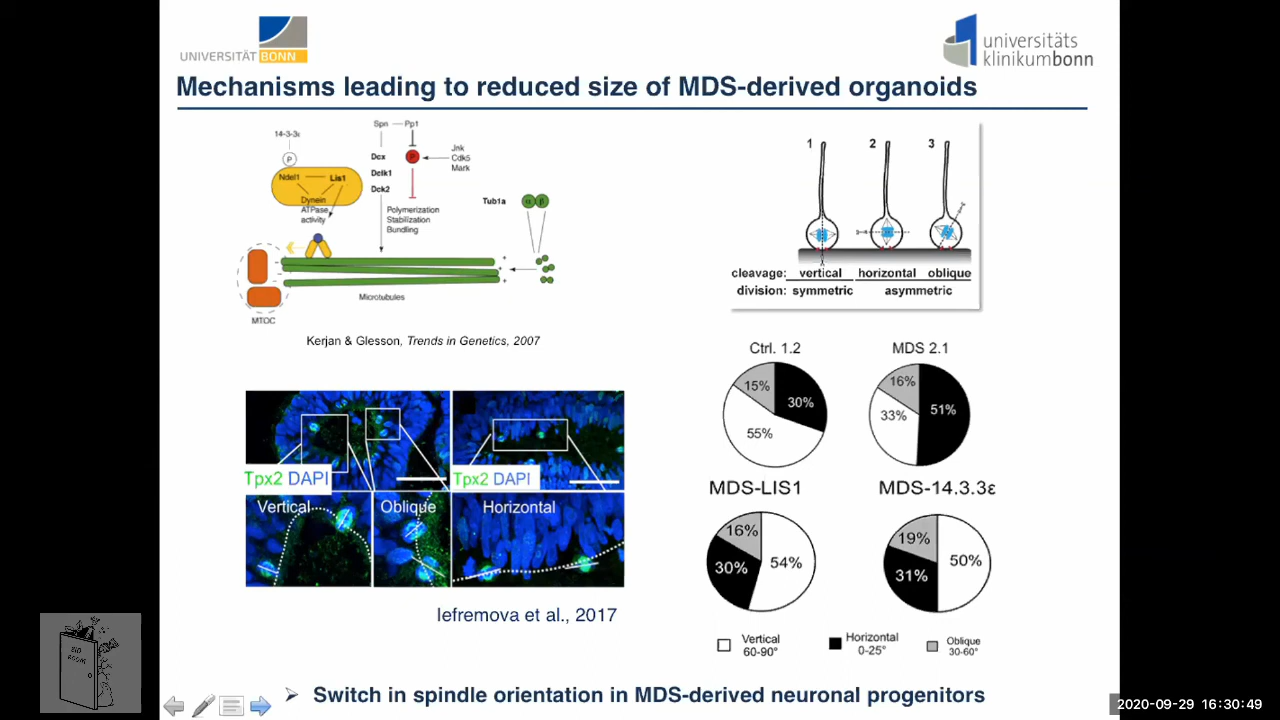 UNIVERSITÄT BONN
universitäts
klinikumbonn
Mechanisms leading to reduced size of MDS-derived organoids
14-3-3ε
P
Ndel1
Lis1
Dynein
ATPase
activity
MTOC
Spn
Pp1
Dcx
Dclk1
Dck2
P
Jnk
Cdk5
Mark
Polymerization
Stabilization
Bundling
Tub1a
α β
Microtubules
Kerjan & Glesson, Trends in Genetics, 2007
1 2 3
cleavage: vertical horizontal oblique
division: symmetric asymmetric
Tpx2 DAPI
Tpx2 DAPI
Vertical
Oblique
Horizontal
Iefremova et al., 2017
Ctrl. 1.2
15%
30%
55%
MDS 2.1
16%
51%
33%
MDS-LIS1
16%
30%
54%
MDS-14.3.3ε
19%
31%
50%
Vertical
60-90°
Horizontal
0-25°
Oblique
30-60°
Switch in spindle orientation in MDS-derived neuronal progenitors
2020-09-29 16:30:49